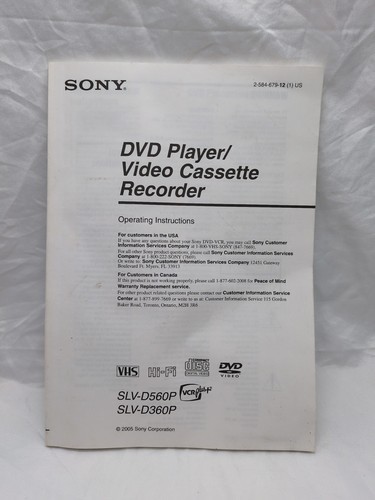 SONY
2-584-679-12 (1) US
DVD Player/
Video Cassette
Recorder
Operating Instructions
For customers in the USA
If you have any questions about your Sony DVD-VCR, you may call Sony Customer
Information Services Company at 1-800-VHS-SONY (847-7669).
For all other Sony product questions, please call Sony Customer Information Services
Company at 1-800-222-SONY (7669)
Or write to: Sony Customer Information Services Company 12451 Gateway
Boulevard Ft, Myers, FL 33913
For Customers in Canada
If this product is not working properly, please call 1-877-602-2008 for Peace of Mind
Warranty Replacement service.
For other product related questions please contact our Customer Information Service
Center at 1-877-899-7669 or write to us at: Customer Information Service 115 Gordon
Baker Road, Toronto, Ontario, M2H 3R6
VHS Hi-Fi COMPACT disc DIGITAL AUDIO DVD VIDEO
SLV-D560P VCR plus+
SLV-D360P
© 2005 Sony Corporation